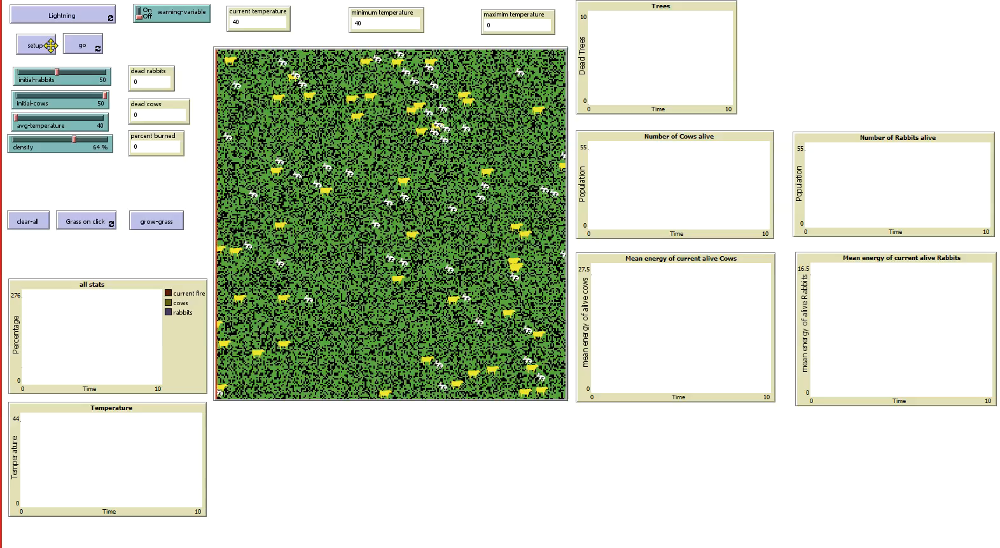 Lightning
On
Off
warning-variable
current temperature
40
minimum temperature
40
maximim temperature
0
setup
go
initial-rabbits 50
initial-cows 50
avg-temperature 40
density 64 %
dead rabbits
0
dead cows
0
percent burned
0
clear-all
Grass on click
grow-grass
all stats
276
Percentage
0
0 Time 10
current fire
cows
rabbits
Temperature
44
Temperature
0
0 Time 10
Trees
10
Dead Trees
0
0 Time 10
Number of Cows alive
55
Population
0
0 Time 10
Number of Rabbits alive
55
Population
0
0 Time 10
Mean energy of current alive Cows
27.5
mean energy of alive cows
0
0 Time 10
Mean energy of current alive Rabbits
16.5
mean energy of alive Rabbits
0
0 Time 10